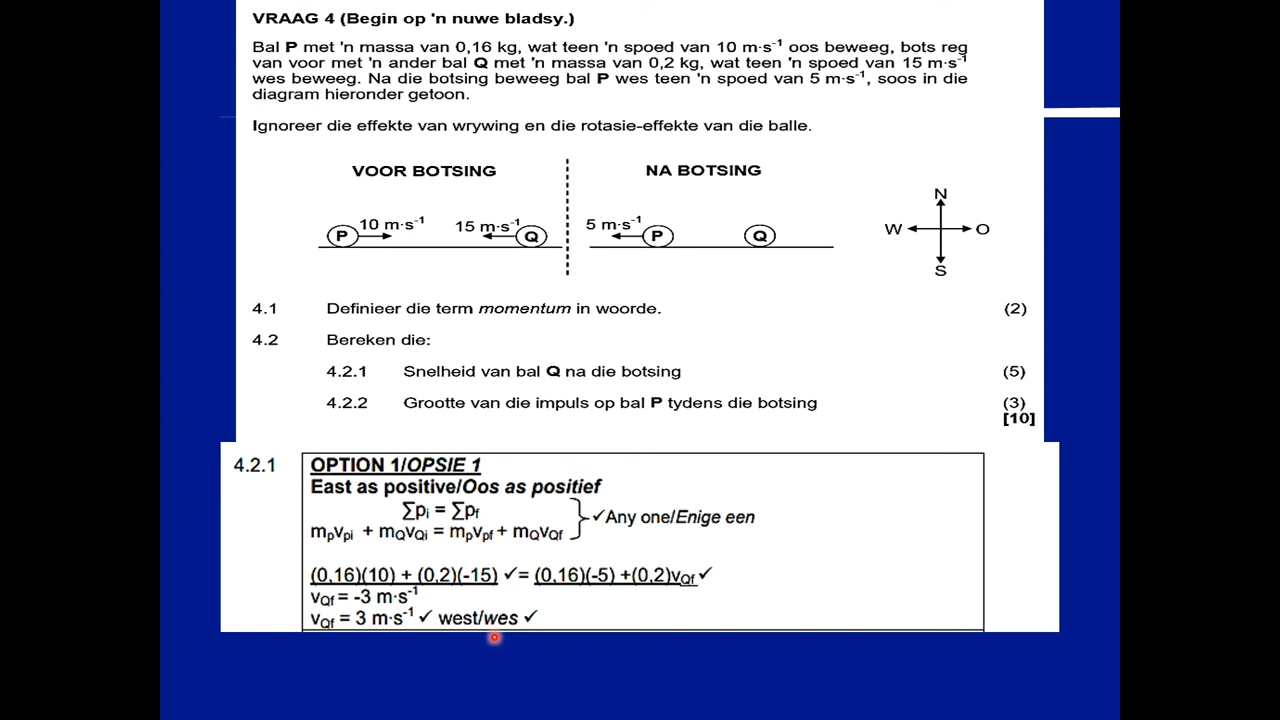 VRAAG 4 (Begin op 'n nuwe bladsy.)
Bal P met 'n massa van 0,16 kg, wat teen 'n spoed van 10 m·s⁻¹ oos beweeg, bots reg
van voor met 'n ander bal Q met 'n massa van 0,2 kg, wat teen 'n spoed van 15 m·s⁻¹
wes beweeg. Na die botsing beweeg bal P wes teen 'n spoed van 5 m·s⁻¹, soos in die
diagram hieronder getoon.
Ignoreer die effekte van wrywing en die rotasie-effekte van die balle.
VOOR BOTSING
NA BOTSING
P 10 m·s⁻¹ 15 m·s⁻¹ Q
5 m·s⁻¹ P Q
N
W O
S
4.1 Definieer die term momentum in woorde. (2)
4.2 Bereken die:
4.2.1 Snelheid van bal Q na die botsing (5)
4.2.2 Grootte van die impuls op bal P tydens die botsing (3)
[10]
4.2.1 OPTION 1/OPSIE 1
East as positive/Oos as positief
∑pᵢ = ∑p_f
m_Pv_Pi + m_Qv_Qi = m_Pv_Pf + m_Qv_Qf } ✓Any one/Enige een
(0,16)(10) + (0,2)(-15) ✓= (0,16)(-5) +(0,2)v_Qf ✓
v_Qf = -3 m·s⁻¹
v_Qf = 3 m·s⁻¹ ✓ west/wes ✓